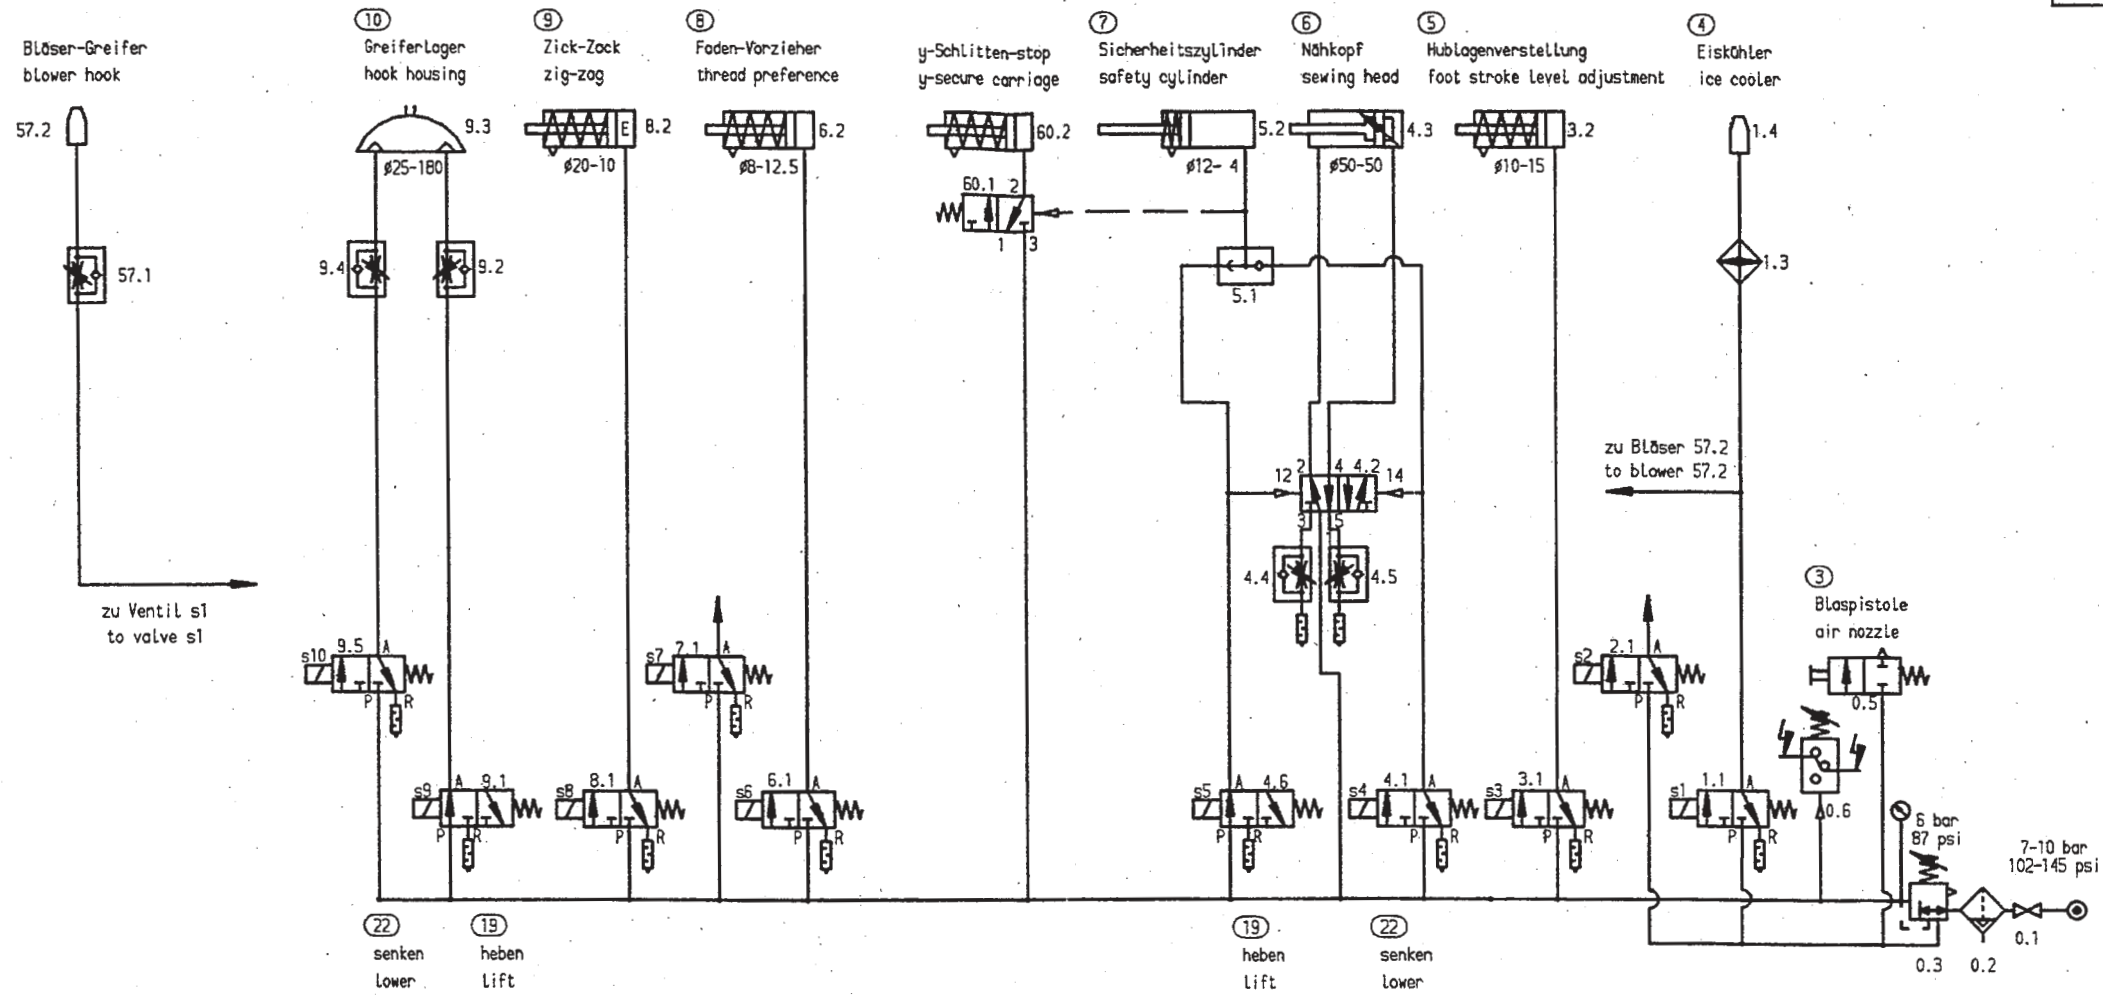 10
9
8
7
6
5
4
Bläser-Greifer
blower hook
Greiferlager
hook housing
Zick-Zack
zig-zag
Faden-Vorzieher
thread preference
y-Schlitten-stop
y-secure carriage
Sicherheitszylinder
safety cylinder
Nähkopf
sewing head
Hublagenverstellung
foot stroke level adjustment
Eiskühler
ice cooler
57.2
9.3
ø25-180
E
8.2
ø20-10
6.2
ø8-12.5
60.2
5.2
ø12- 4
4.3
ø50-50
3.2
ø10-15
1.4
60.1 2
1 3
57.1
9.4
9.2
5.1
1.3
zu Bläser 57.2
to blower 57.2
12 2 4 4.2 14
3 5
4.4
4.5
zu Ventil s1
to valve s1
3
Blaspistole
air nozzle
s10 9.5 A
P R
s7 7.1 A
P R
s2 2.1 A
P R
0.5
0.6
s9 A 9.1
P R
s8 8.1 A
P R
s6 6.1 A
P R
s5 A 4.6
P R
s4 4.1 A
P R
s3 3.1 A
P R
s1 1.1 A
P R
6 bar
87 psi
7-10 bar
102-145 psi
0.1
0.3
0.2
22
senken
lower
19
heben
lift
19
heben
lift
22
senken
lower